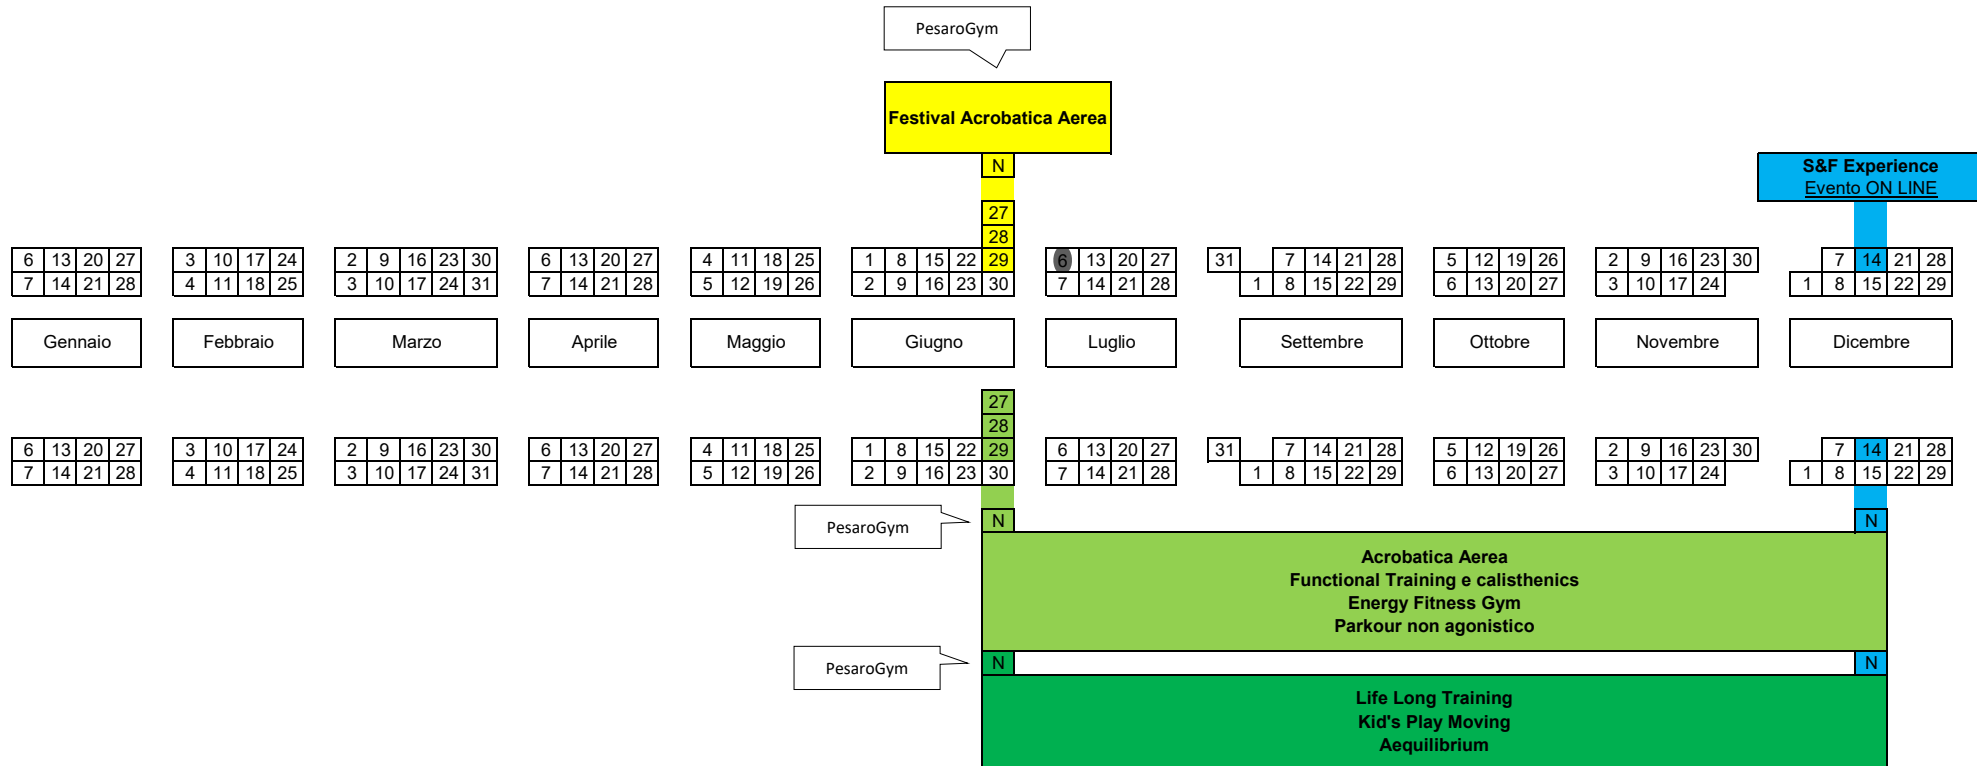 PesaroGym
Festival Acrobatica Aerea
N
S&F Experience
Evento ON LINE
27
28
6 13 20 27 3 10 17 24 2 9 16 23 30 6 13 20 27 4 11 18 25 1 8 15 22 29 6 13 20 27 31 7 14 21 28 5 12 19 26 2 9 16 23 30 7 14 21 28
7 14 21 28 4 11 18 25 3 10 17 24 31 7 14 21 28 5 12 19 26 2 9 16 23 30 7 14 21 28 1 8 15 22 29 6 13 20 27 3 10 17 24 1 8 15 22 29
Gennaio Febbraio Marzo Aprile Maggio Giugno Luglio Settembre Ottobre Novembre Dicembre
27
28
6 13 20 27 3 10 17 24 2 9 16 23 30 6 13 20 27 4 11 18 25 1 8 15 22 29 6 13 20 27 31 7 14 21 28 5 12 19 26 2 9 16 23 30 7 14 21 28
7 14 21 28 4 11 18 25 3 10 17 24 31 7 14 21 28 5 12 19 26 2 9 16 23 30 7 14 21 28 1 8 15 22 29 6 13 20 27 3 10 17 24 1 8 15 22 29
PesaroGym N N
Acrobatica Aerea
Functional Training e calisthenics
Energy Fitness Gym
Parkour non agonistico
PesaroGym N N
Life Long Training
Kid's Play Moving
Aequilibrium